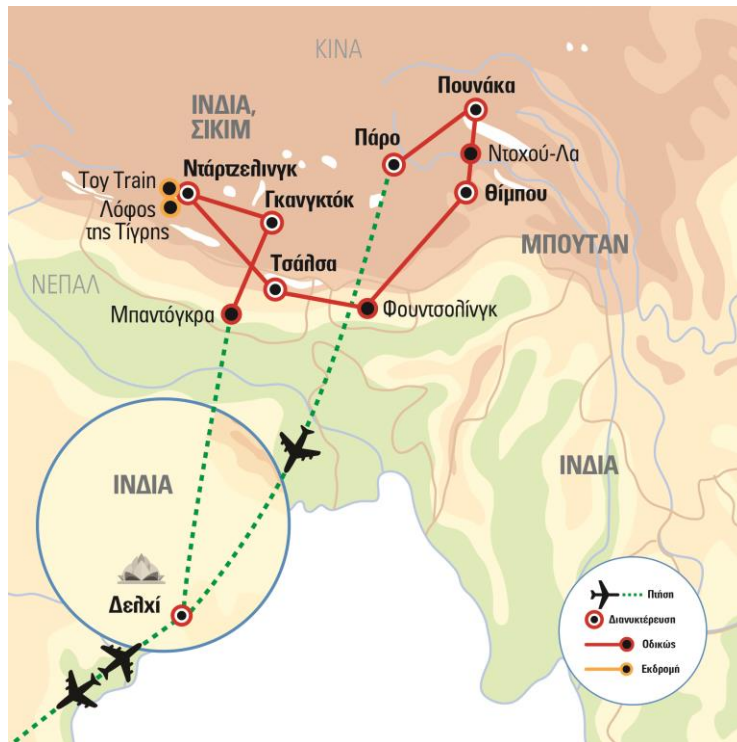 ΚΙΝΑ
Πουνάκα
ΙΝΔΙΑ,
ΣΙΚΙΜ
Πάρο
Ντοχού-Λα
Toy Train
Ντάρτζελινγκ
Γκανγκτόκ
Θίμπου
Λόφος
της Τίγρης
Τσάλσα
ΜΠΟΥΤΑΝ
ΝΕΠΑΛ
Μπαντόγκρα
Φουντσολίνγκ
ΙΝΔΙΑ
ΙΝΔΙΑ
Δελχί
Πτήση
Διανυκτέρευση
Οδικώς
Εκδρομή